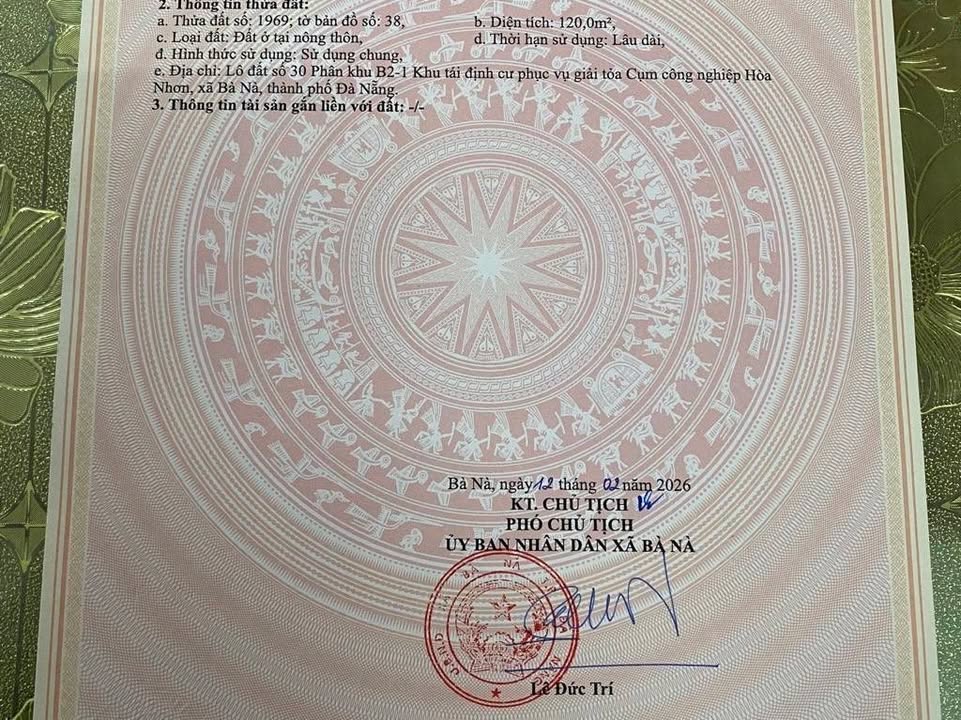 2. Thông tin thửa đất:
a. Thửa đất số: 1969; tờ bản đồ số: 38, b. Diện tích: 120,0m²,
c. Loại đất: Đất ở tại nông thôn, d. Thời hạn sử dụng: Lâu dài,
đ. Hình thức sử dụng: Sử dụng chung,
e. Địa chỉ: Lô đất số 30 Phân khu B2-1 Khu tái định cư phục vụ giải tỏa Cụm công nghiệp Hòa
Nhơn, xã Bà Nà, thành phố Đà Nẵng.
3. Thông tin tài sản gắn liền với đất: -/-
Bà Nà, ngày 12 tháng 02 năm 2026
KT. CHỦ TỊCH
PHÓ CHỦ TỊCH
ỦY BAN NHÂN DÂN XÃ BÀ NÀ
U.B.N.D XÃ BÀ NÀ
Lê Đức Trí